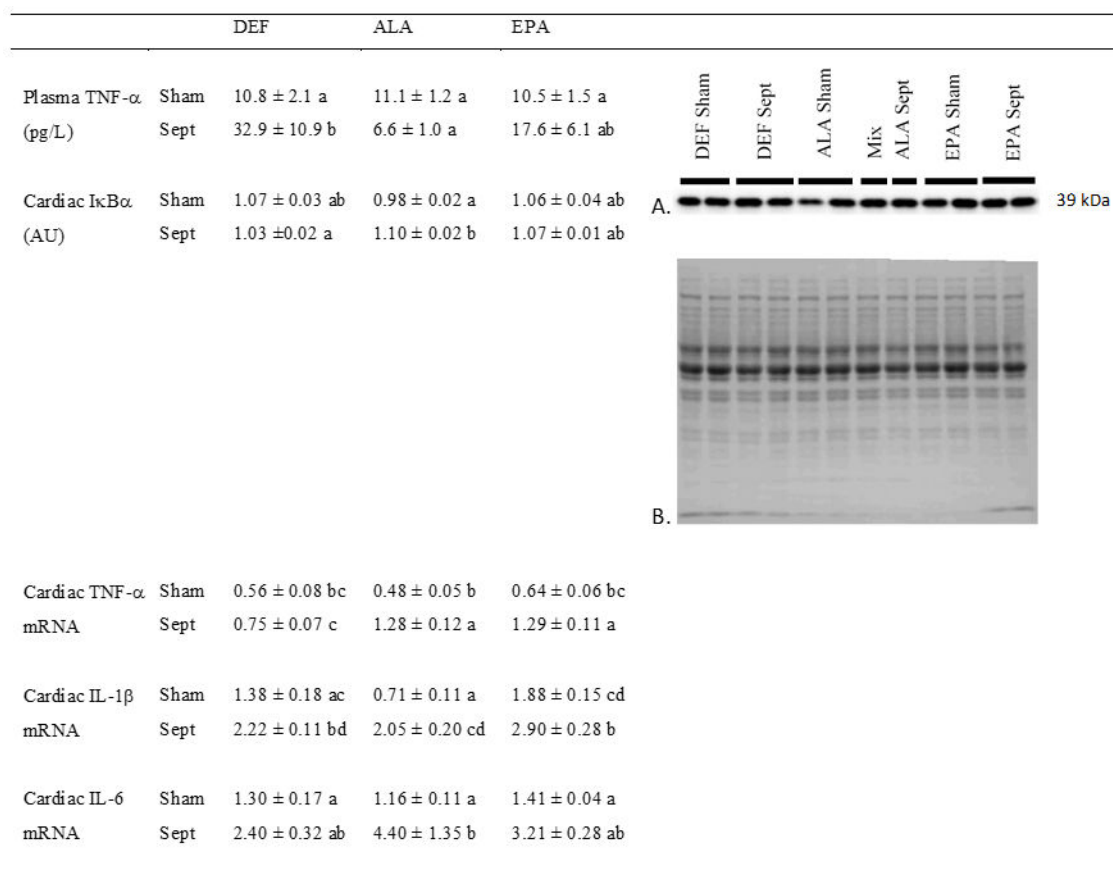 DEF ALA EPA
Plasma TNF-α Sham 10.8 ± 2.1 a 11.1 ± 1.2 a 10.5 ± 1.5 a
(pg/L) Sept 32.9 ± 10.9 b 6.6 ± 1.0 a 17.6 ± 6.1 ab
Cardiac IκBα Sham 1.07 ± 0.03 ab 0.98 ± 0.02 a 1.06 ± 0.04 ab
(AU) Sept 1.03 ±0.02 a 1.10 ± 0.02 b 1.07 ± 0.01 ab
DEF Sham
DEF Sept
ALA Sham
Mix
ALA Sept
EPA Sham
EPA Sept
A.
39 kDa
B.
Cardiac TNF-α Sham 0.56 ± 0.08 bc 0.48 ± 0.05 b 0.64 ± 0.06 bc
mRNA Sept 0.75 ± 0.07 c 1.28 ± 0.12 a 1.29 ± 0.11 a
Cardiac IL-1β Sham 1.38 ± 0.18 ac 0.71 ± 0.11 a 1.88 ± 0.15 cd
mRNA Sept 2.22 ± 0.11 bd 2.05 ± 0.20 cd 2.90 ± 0.28 b
Cardiac IL-6 Sham 1.30 ± 0.17 a 1.16 ± 0.11 a 1.41 ± 0.04 a
mRNA Sept 2.40 ± 0.32 ab 4.40 ± 1.35 b 3.21 ± 0.28 ab